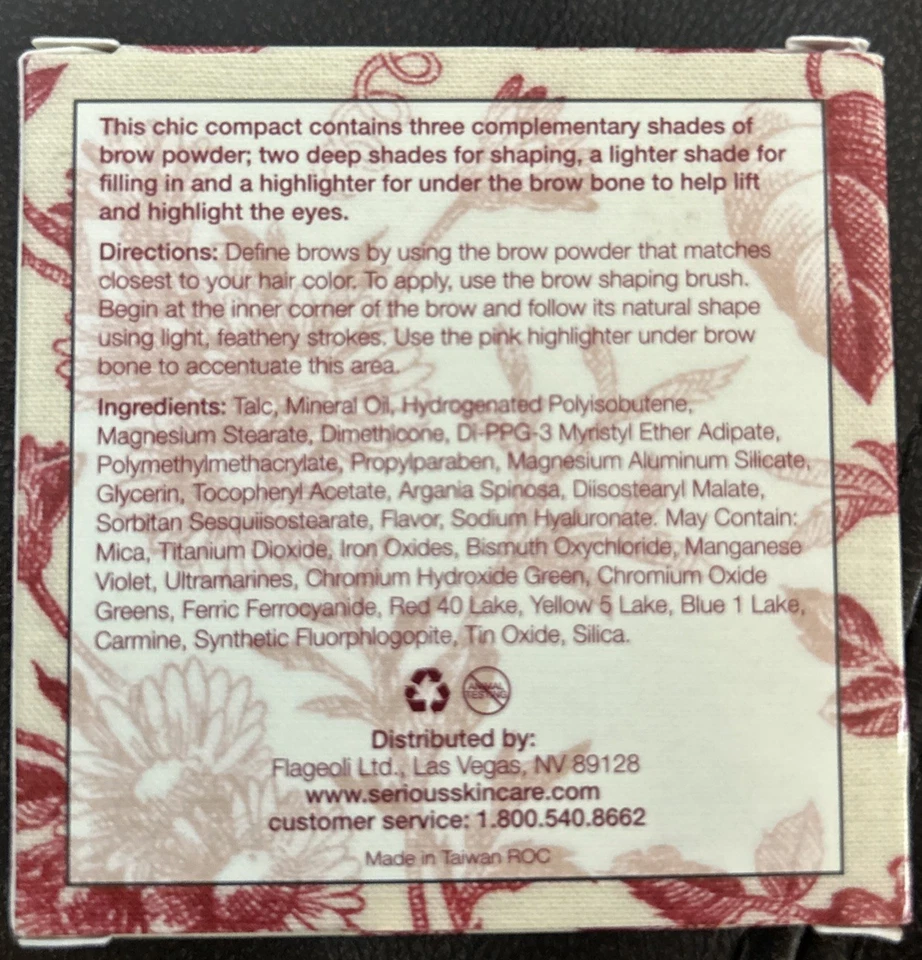 This chic compact contains three complementary shades of
brow powder; two deep shades for shaping, a lighter shade for
filling in and a highlighter for under the brow bone to help lift
and highlight the eyes.
Directions: Define brows by using the brow powder that matches
closest to your hair color. To apply, use the brow shaping brush.
Begin at the inner corner of the brow and follow its natural shape
using light, feathery strokes. Use the pink highlighter under brow
bone to accentuate this area.
Ingredients: Talc, Mineral Oil, Hydrogenated Polyisobutene,
Magnesium Stearate, Dimethicone, Di-PPG-3 Myristyl Ether Adipate,
Polymethylmethacrylate, Propylparaben, Magnesium Aluminum Silicate,
Glycerin, Tocopheryl Acetate, Argania Spinosa, Diisostearyl Malate,
Sorbitan Sesquiisostearate, Flavor, Sodium Hyaluronate. May Contain:
Mica, Titanium Dioxide, Iron Oxides, Bismuth Oxychloride, Manganese
Violet, Ultramarines, Chromium Hydroxide Green, Chromium Oxide
Greens, Ferric Ferrocyanide, Red 40 Lake, Yellow 5 Lake, Blue 1 Lake,
Carmine, Synthetic Fluorphlogopite, Tin Oxide, Silica.
ANIMAL
TESTING
Distributed by:
Flageoli Ltd., Las Vegas, NV 89128
www.seriousskincare.com
customer service: 1.800.540.8662
Made in Taiwan ROC